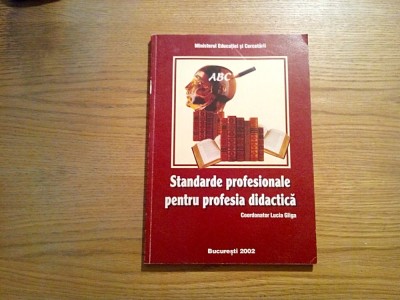 Ministerul Educaţiei şi Cercetării
ABC
Standarde profesionale
pentru profesia didactică
Coordonator Lucia Gliga
Bucureşti 2002